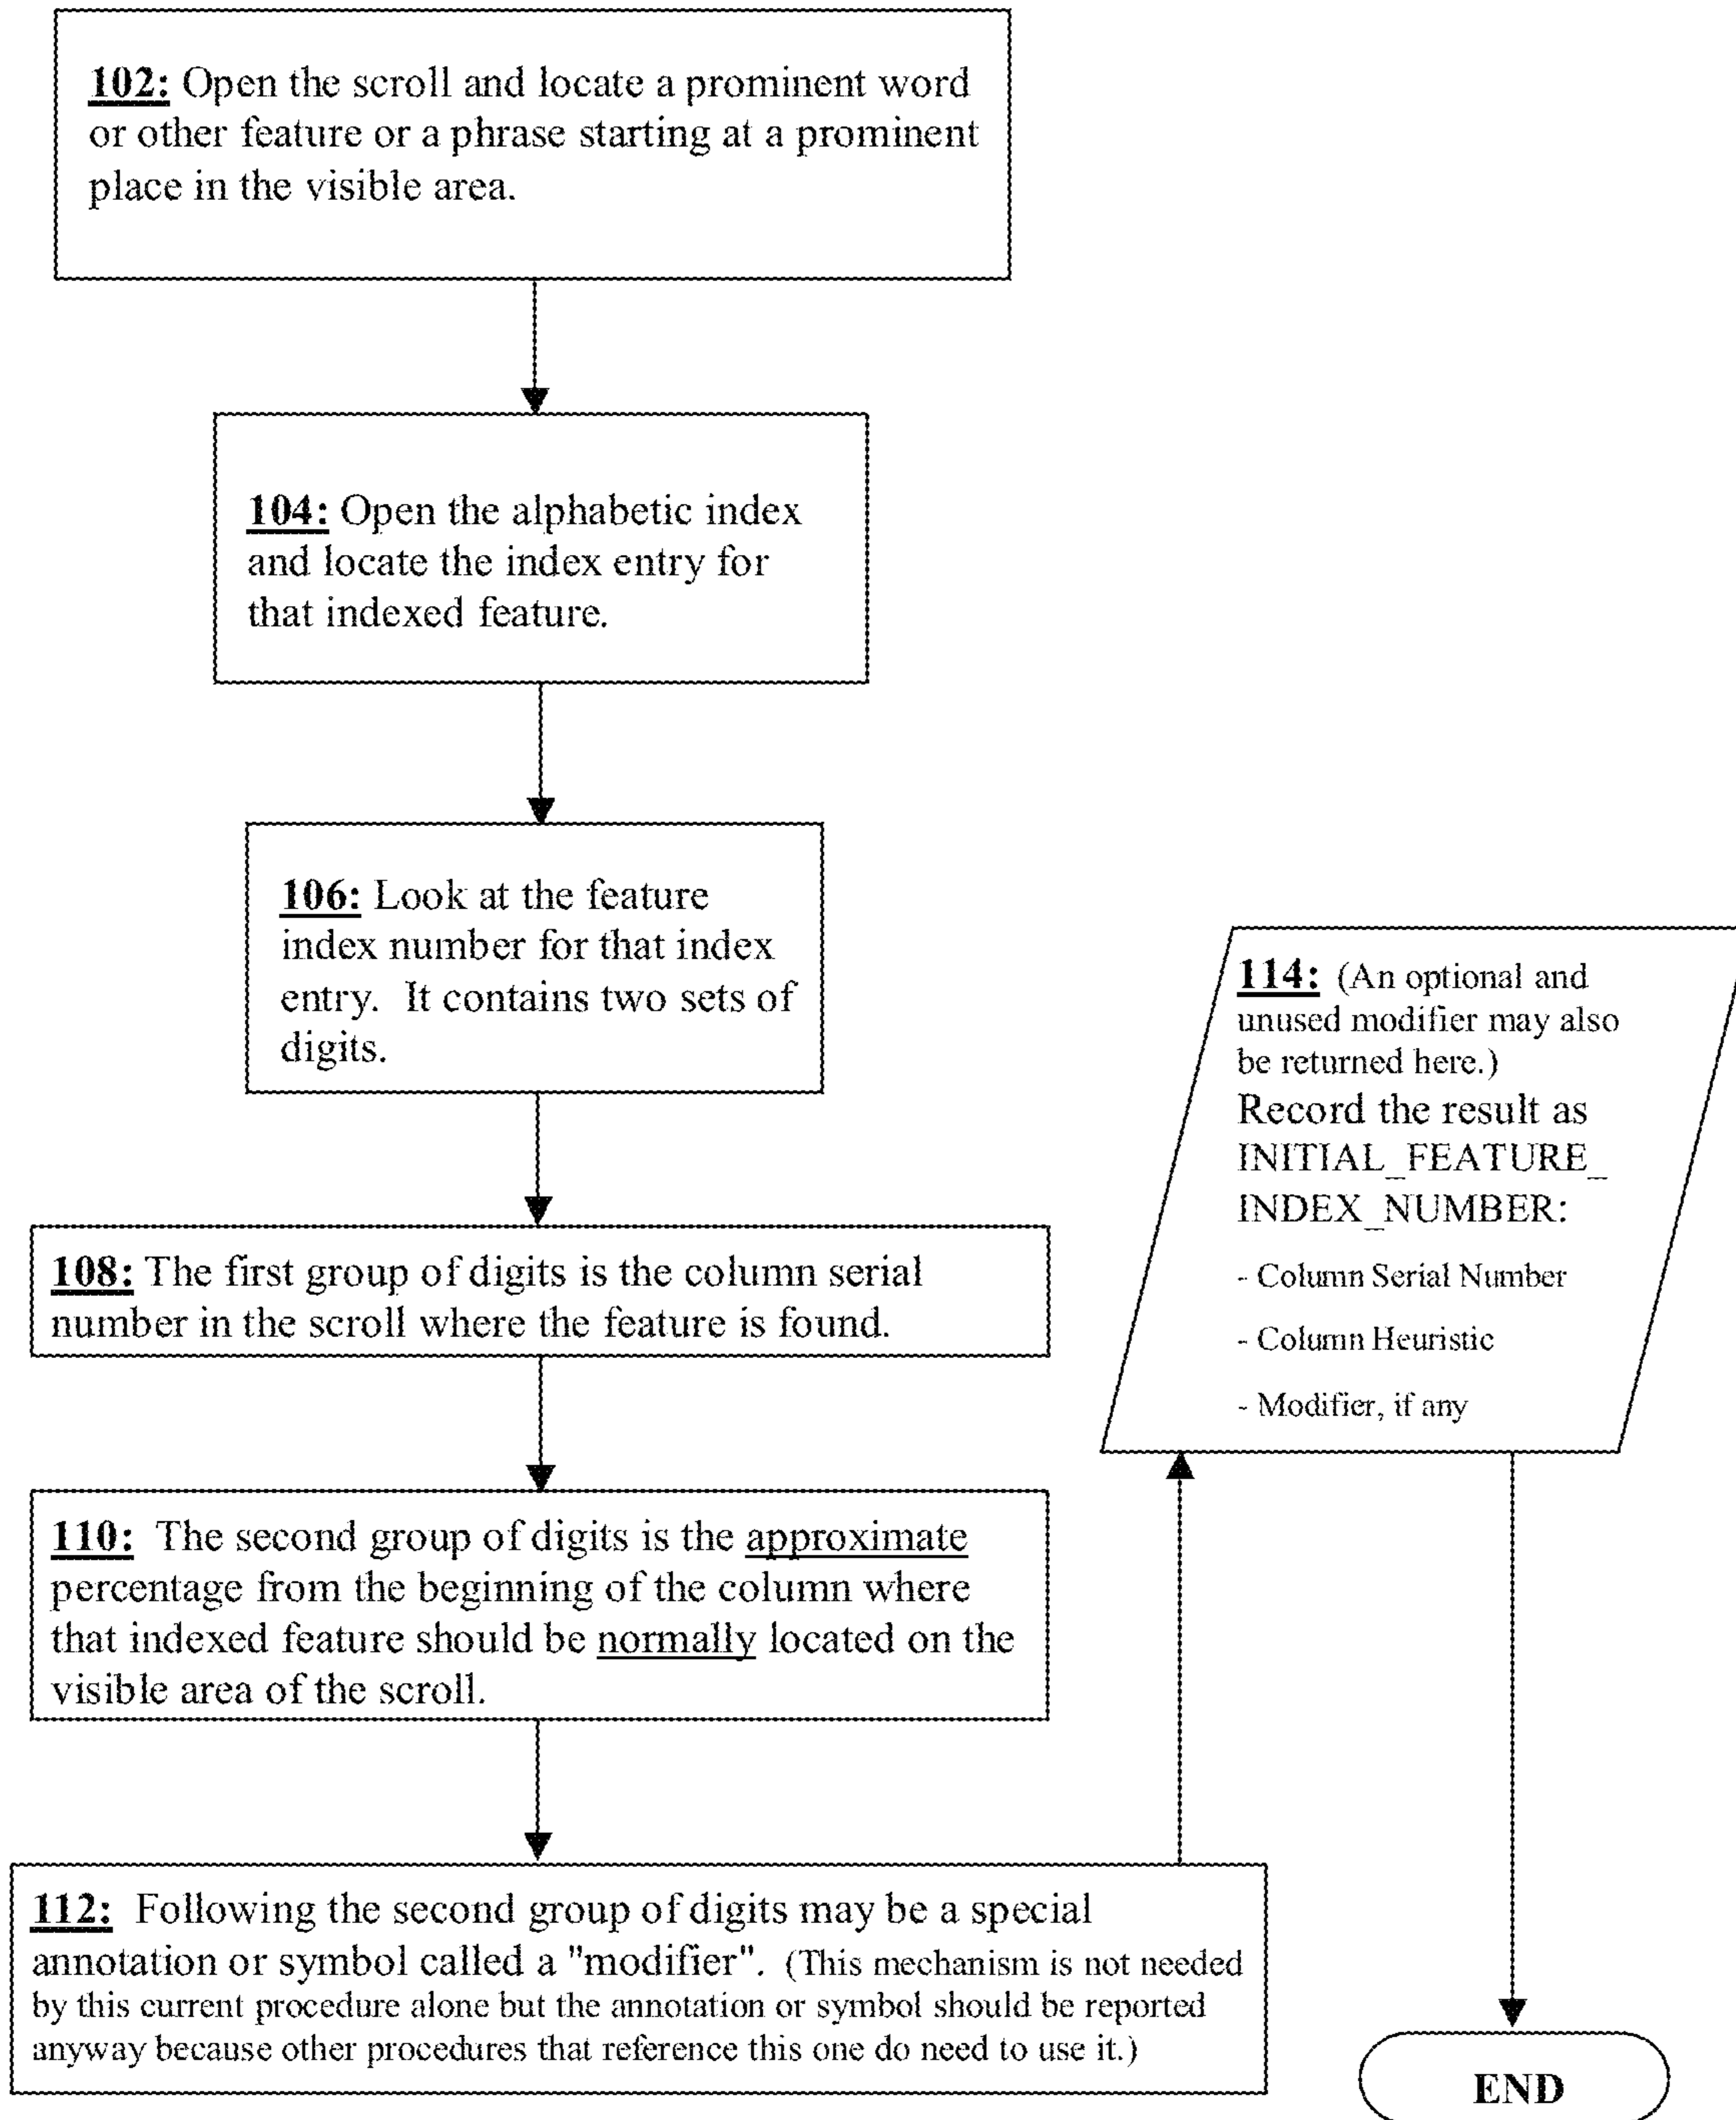 102: Open the scroll and locate a prominent word
or other feature or a phrase starting at a prominent
place in the visible area.
104: Open the alphabetic index
and locate the index entry for
that indexed feature.
106: Look at the feature
index number for that index
entry. It contains two sets of
digits.
108: The first group of digits is the column serial
number in the scroll where the feature is found.
110: The second group of digits is the approximate
percentage from the beginning of the column where
that indexed feature should be normally located on the
visible area of the scroll.
112: Following the second group of digits may be a special
annotation or symbol called a "modifier". (This mechanism is not needed
by this current procedure alone but the annotation or symbol should be reported
anyway because other procedures that reference this one do need to use it.)
114: (An optional and
unused modifier may also
be returned here.)
Record the result as
INITIAL_FEATURE_
INDEX_NUMBER:
- Column Serial Number
- Column Heuristic
- Modifier, if any
END